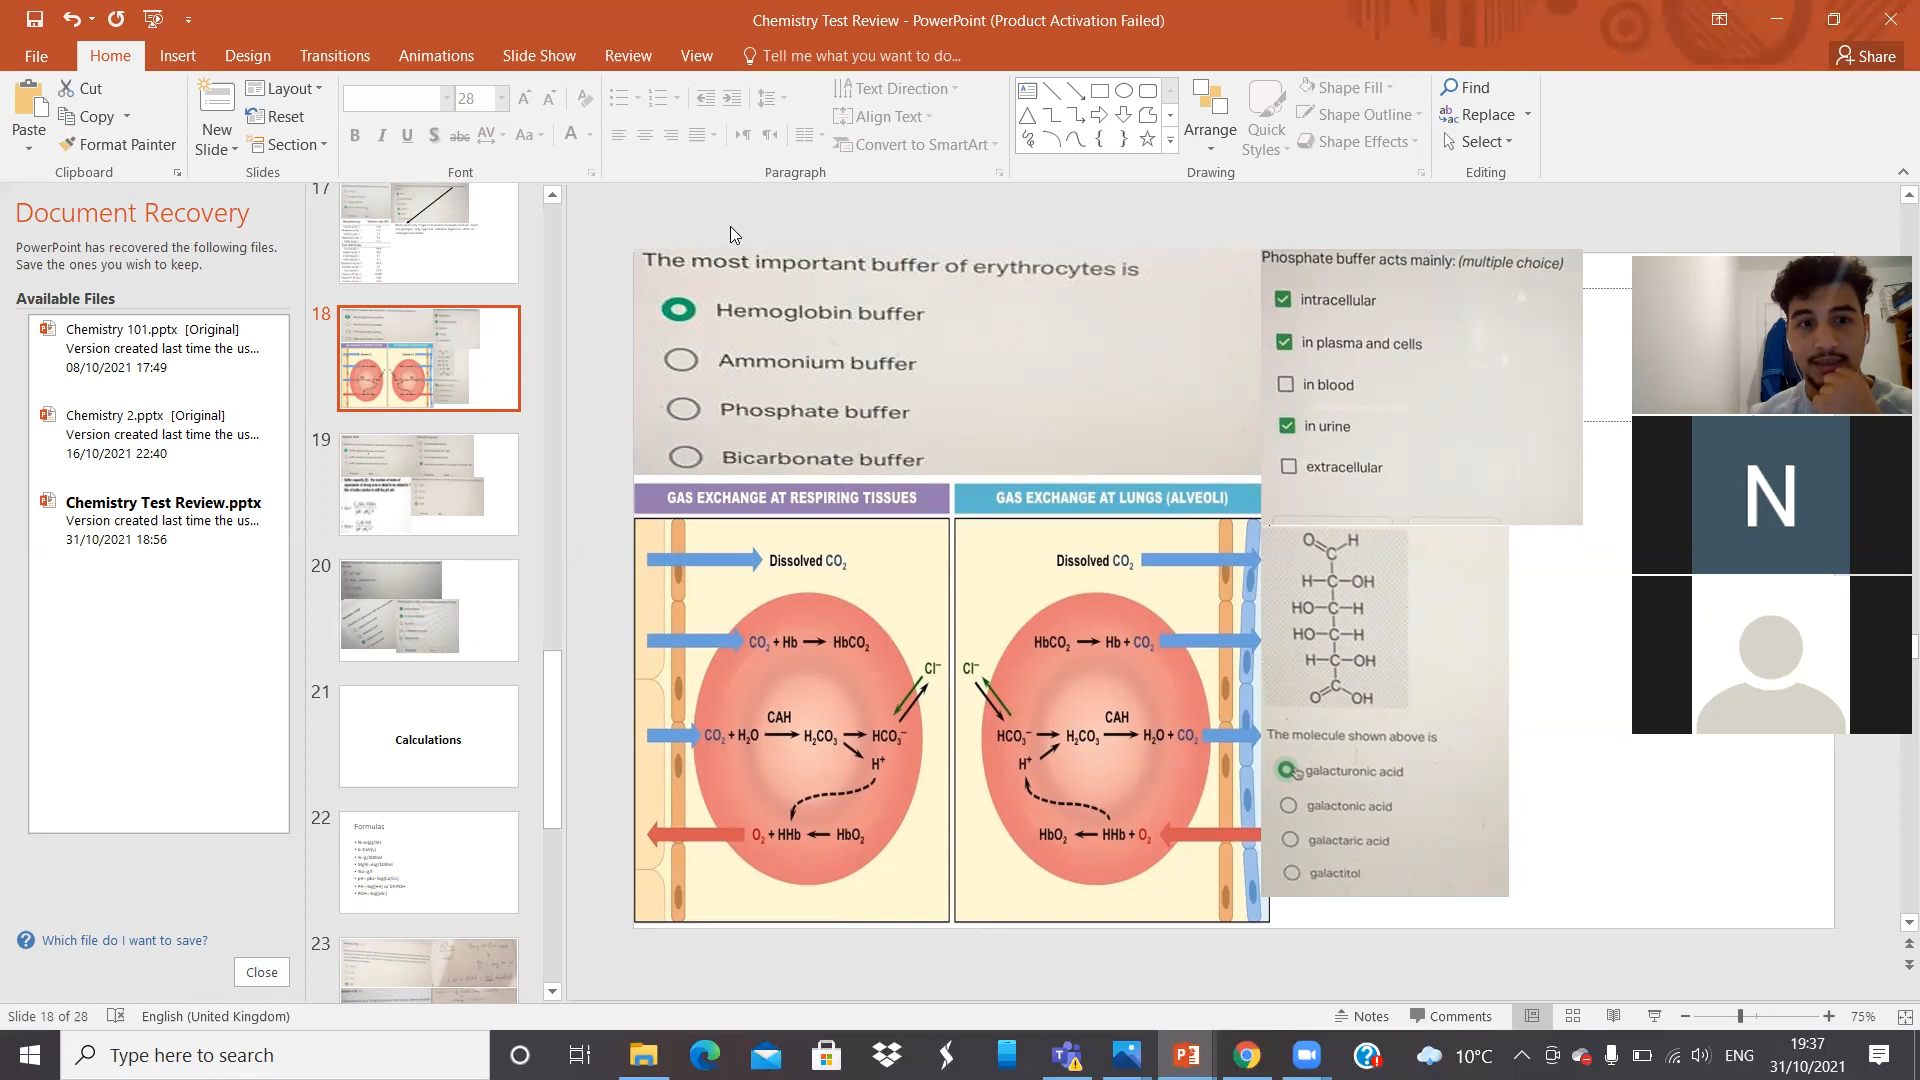 Chemistry Test Review - PowerPoint (Product Activation Failed)
File
Home
Insert
Design
Transitions
Animations
Slide Show
Review
View
Tell me what you want to do...
Share
Paste
Cut
Copy
Format Painter
Clipboard
New Slide
Layout
Reset
Section
Slides
28
B I U S abc AV Aa A
Font
Text Direction
Align Text
Convert to SmartArt
Paragraph
Arrange
Quick Styles
Shape Fill
Shape Outline
Shape Effects
Drawing
Find
Replace
Select
Editing
Document Recovery
PowerPoint has recovered the following files.
Save the ones you wish to keep.
Available Files
Chemistry 101.pptx [Original]
Version created last time the us...
08/10/2021 17:49
Chemistry 2.pptx [Original]
Version created last time the us...
16/10/2021 22:40
Chemistry Test Review.pptx
Version created last time the us...
31/10/2021 18:56
Which file do I want to save?
Close
17
18
19
20
21
Calculations
22
Formulas
23
The most important buffer of erythrocytes is
Hemoglobin buffer
Ammonium buffer
Phosphate buffer
Bicarbonate buffer
Phosphate buffer acts mainly: (multiple choice)
intracellular
in plasma and cells
in blood
in urine
extracellular
GAS EXCHANGE AT RESPIRING TISSUES
Dissolved CO₂
CO₂ + Hb → HbCO₂
Cl⁻
CAH
CO₂ + H₂O → H₂CO₃ → HCO₃⁻
H⁺
O₂ + HHb ← HbO₂
GAS EXCHANGE AT LUNGS (ALVEOLI)
Dissolved CO₂
HbCO₂ → Hb + CO₂
Cl⁻
CAH
HCO₃⁻ → H₂CO₃ → H₂O + CO₂
H⁺
HbO₂ ← HHb + O₂
O H
C
H-C-OH
HO-C-H
HO-C-H
H-C-OH
C
O OH
The molecule shown above is
galacturonic acid
galactonic acid
galactaric acid
galactitol
N
Slide 18 of 28
English (United Kingdom)
Notes
Comments
75%
Type here to search
10°C
ENG
19:37
31/10/2021